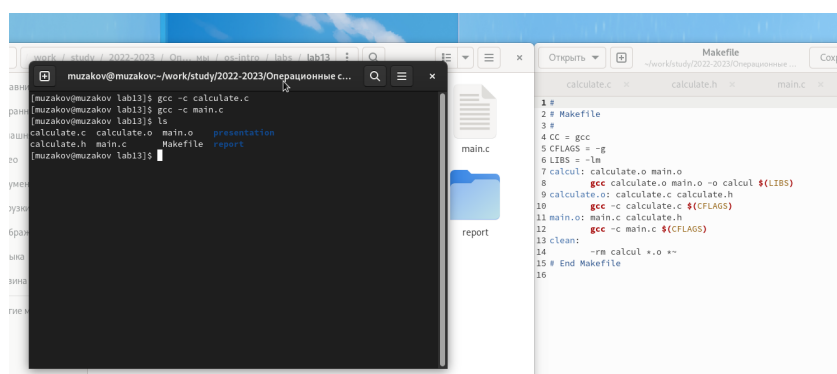 work / study / 2022-2023 / Оп... мы / os-intro / labs / lab13
muzakov@muzakov:~/work/study/2022-2023/Операционные с...
[muzakov@muzakov lab13]$ gcc -c calculate.c
[muzakov@muzakov lab13]$ gcc -c main.c
[muzakov@muzakov lab13]$ ls
calculate.c calculate.o main.o presentation
calculate.h main.c Makefile report
[muzakov@muzakov lab13]$
main.c
report
Открыть
Makefile
~/work/study/2022-2023/Операционные ...
Сох
calculate.c × calculate.h × main.c ×
1 #
2 # Makefile
3 #
4 CC = gcc
5 CFLAGS = -g
6 LIBS = -lm
7 calcul: calculate.o main.o
8 gcc calculate.o main.o -o calcul $(LIBS)
9 calculate.o: calculate.c calculate.h
10 gcc -c calculate.c $(CFLAGS)
11 main.o: main.c calculate.h
12 gcc -c main.c $(CFLAGS)
13 clean:
14 -rm calcul *.o *~
15 # End Makefile
16